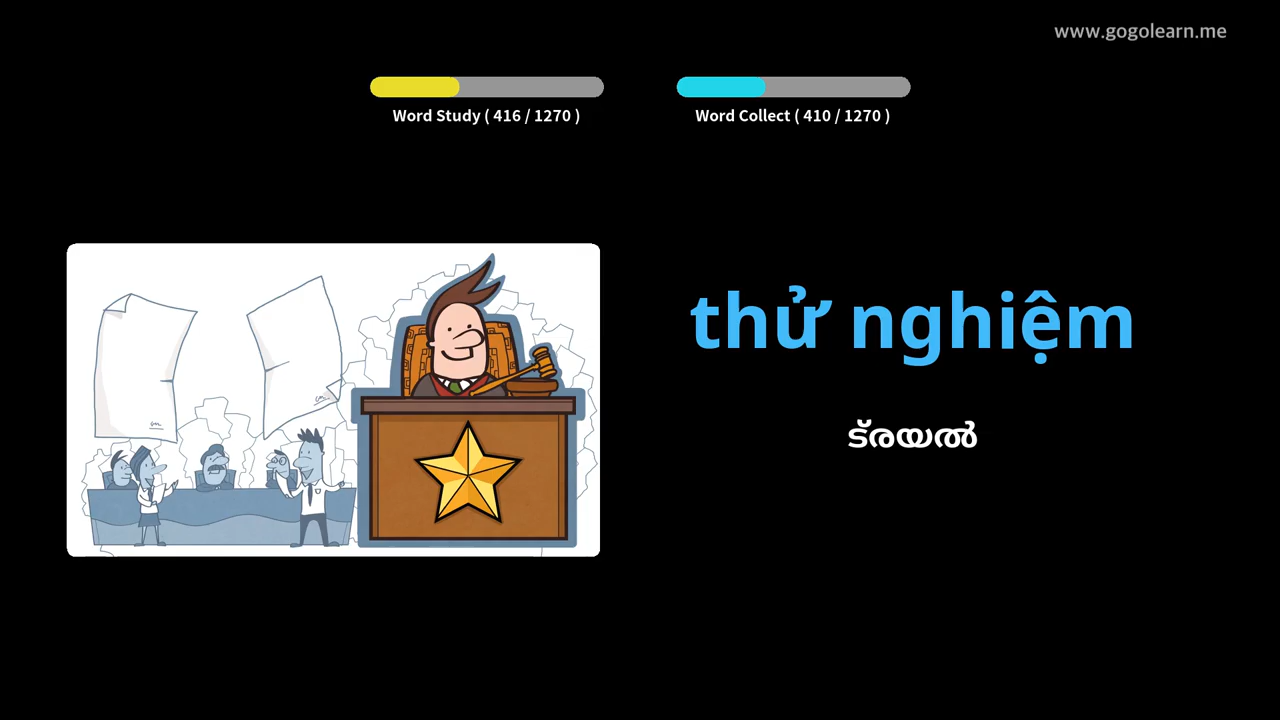 www.gogolearn.me
Word Study ( 416 / 1270 )
Word Collect ( 410 / 1270 )
thử nghiệm
ട്രയൽ